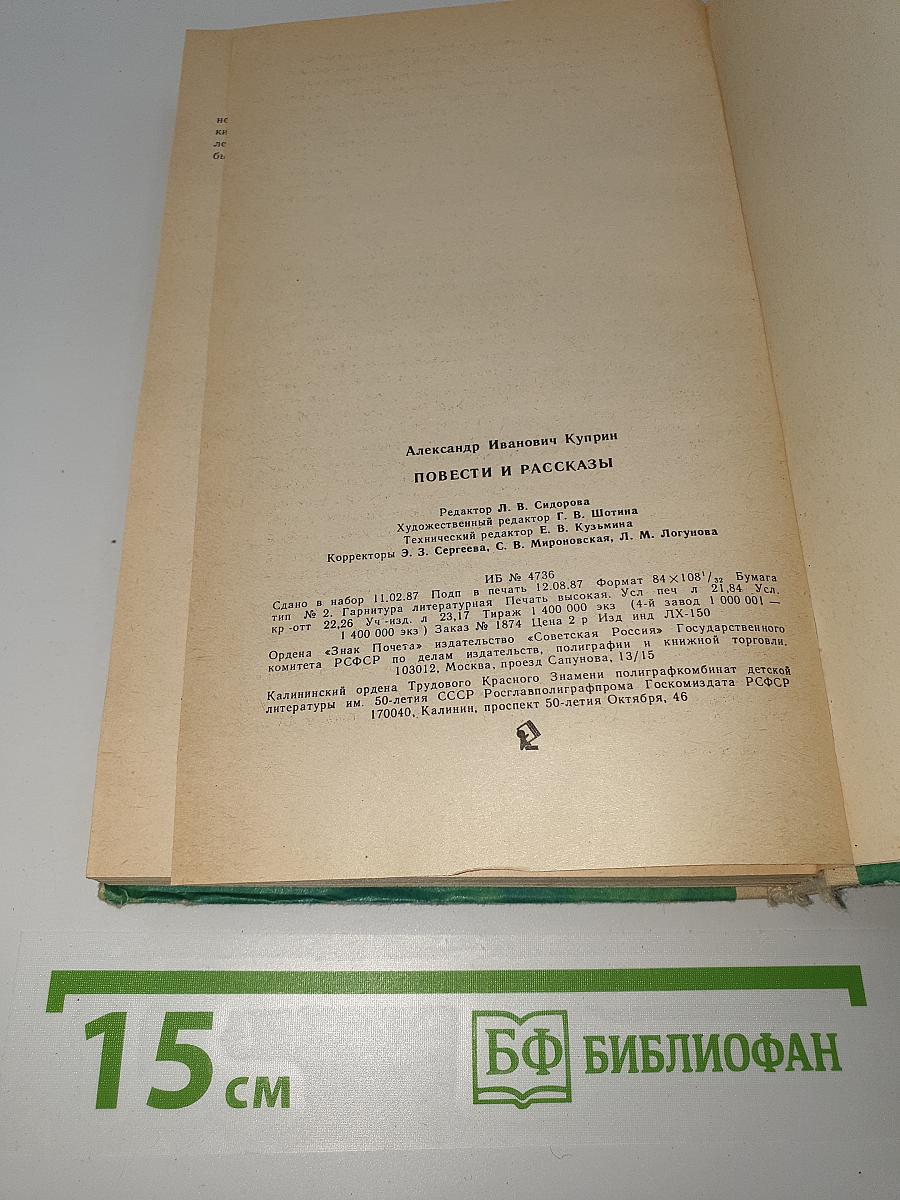 не
ки
ле
бы
Александр Иванович Куприн
ПОВЕСТИ И РАССКАЗЫ
Редактор Л. В. Сидорова
Художественный редактор Г. В. Шотина
Технический редактор Е. В. Кузьмина
Корректоры Э. З. Сергеева, С. В. Мироновская, Л. М. Логунова
ИБ № 4736
Сдано в набор 11.02.87 Подп в печать 12.08.87 Формат 84×108¹/₃₂ Бумага
тип № 2. Гарнитура литературная Печать высокая. Усл печ л 21,84 Усл.
кр-отт 22,26 Уч-изд. л 23,17 Тираж 1 400 000 экз (4-й завод 1 000 001—
1 400 000 экз) Заказ № 1874 Цена 2 р Изд инд ЛХ-150
Ордена «Знак Почета» издательство «Советская Россия» Государственного
комитета РСФСР по делам издательств, полиграфии и книжной торговли.
103012, Москва, проезд Сапунова, 13/15
Калининский ордена Трудового Красного Знамени полиграфкомбинат детской
литературы им. 50-летия СССР Росглавполиграфпрома Госкомиздата РСФСР
170040, Калинин, проспект 50-летия Октября, 46
15 см
БФ БИБЛИОФАН